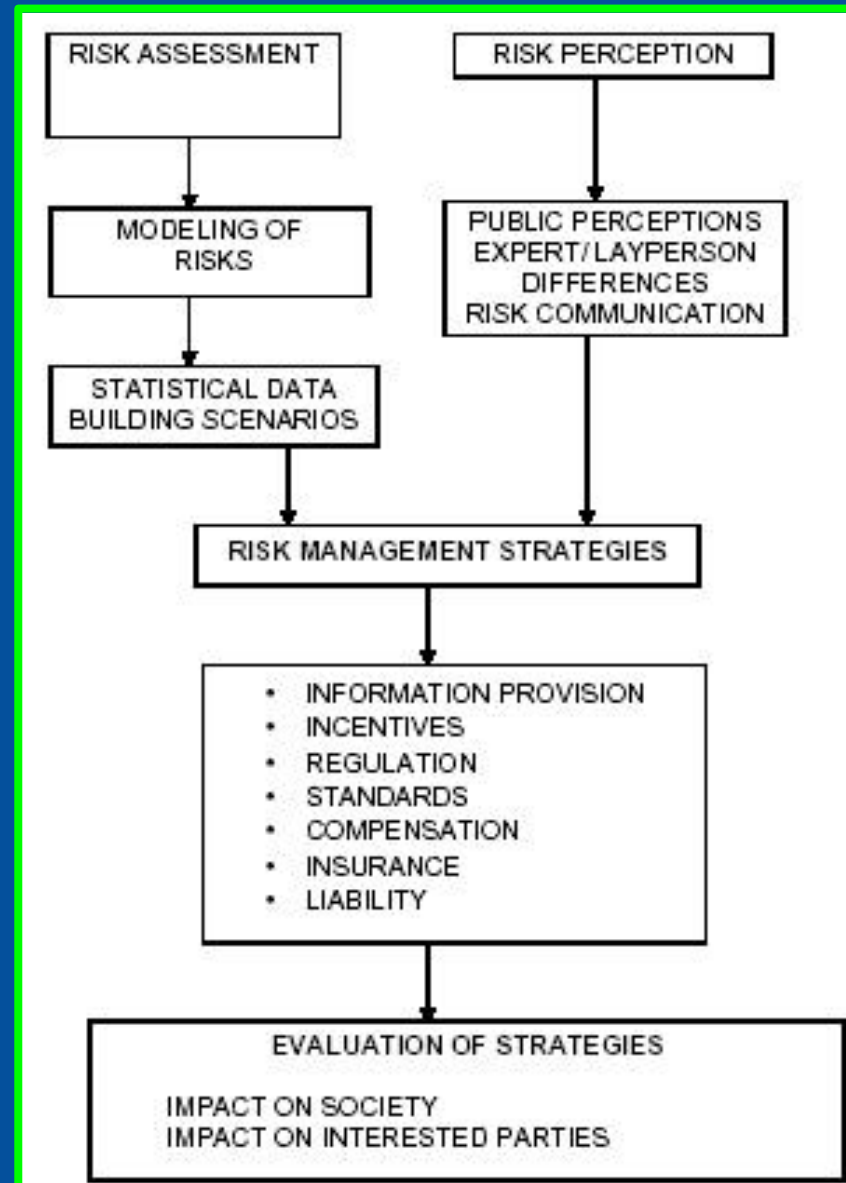 RISK ASSESSMENT
RISK PERCEPTION
MODELING OF
RISKS
PUBLIC PERCEPTIONS
EXPERT/LAYPERSON
DIFFERENCES
RISK COMMUNICATION
STATISTICAL DATA
BUILDING SCENARIOS
RISK MANAGEMENT STRATEGIES
• INFORMATION PROVISION
• INCENTIVES
• REGULATION
• STANDARDS
• COMPENSATION
• INSURANCE
• LIABILITY
EVALUATION OF STRATEGIES
IMPACT ON SOCIETY
IMPACT ON INTERESTED PARTIES